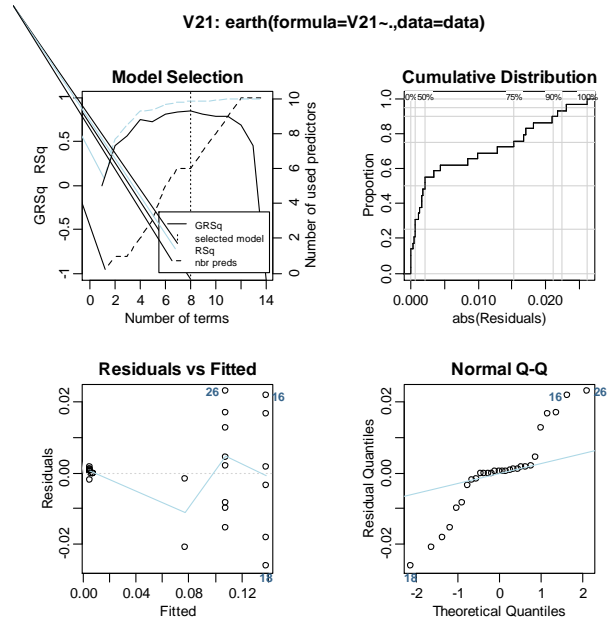 V21: earth(formula=V21~.,data=data)
Model Selection
GRSq RSq
1
0.5
0
-0.5
-1
0 2 4 6 8 10 12 14
Number of terms
0 2 4 6 8 10
Number of used predictors
GRSq
selected model
RSq
nbr preds
Cumulative Distribution
0% 50% 75% 90% 100%
Proportion
0.0 0.2 0.4 0.6 0.8 1.0
0.000 0.010 0.020
abs(Residuals)
Residuals vs Fitted
Residuals
-0.02 0.00 0.02
26
16
18
0.00 0.04 0.08 0.12
Fitted
Normal Q-Q
Residual Quantiles
-0.02 0.00 0.02
16
26
18
-2 -1 0 1 2
Theoretical Quantiles